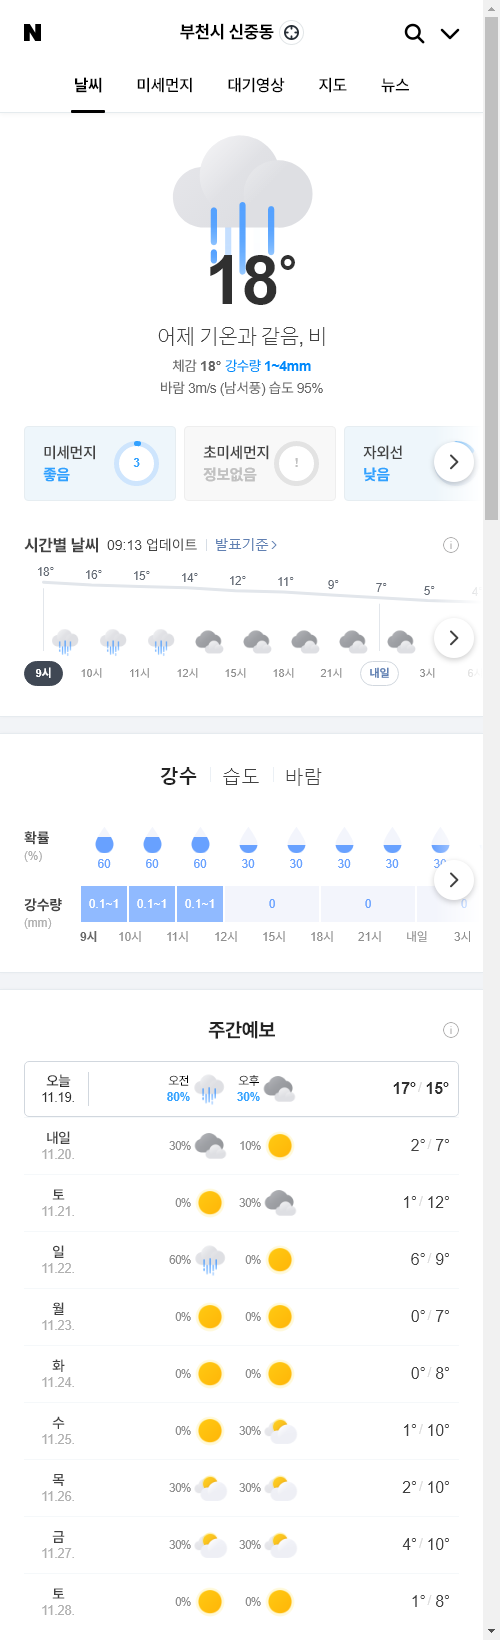 N
부천시 신중동
날씨 미세먼지 대기영상 지도 뉴스
18°
어제 기온과 같음, 비
체감 18° 강수량 1~4mm
바람 3m/s (남서풍) 습도 95%
미세먼지 좋음 3
초미세먼지 정보없음 !
자외선 낮음
시간별 날씨 09:13 업데이트 발표기준
18° 16° 15° 14° 12° 11° 9° 7° 5° 4°
9시 10시 11시 12시 15시 18시 21시 내일 3시
강수 습도 바람
확률 (%)
60 60 60 30 30 30 30 30
강수량 (mm)
0.1~1 0.1~1 0.1~1 0 0 0
9시 10시 11시 12시 15시 18시 21시 내일 3시
주간예보
오늘 11.19. 오전 80% 오후 30% 17° / 15°
내일 11.20. 30% 10% 2° / 7°
토 11.21. 0% 30% 1° / 12°
일 11.22. 60% 0% 6° / 9°
월 11.23. 0% 0% 0° / 7°
화 11.24. 0% 0% 0° / 8°
수 11.25. 0% 30% 1° / 10°
목 11.26. 30% 30% 2° / 10°
금 11.27. 30% 30% 4° / 10°
토 11.28. 0% 0% 1° / 8°